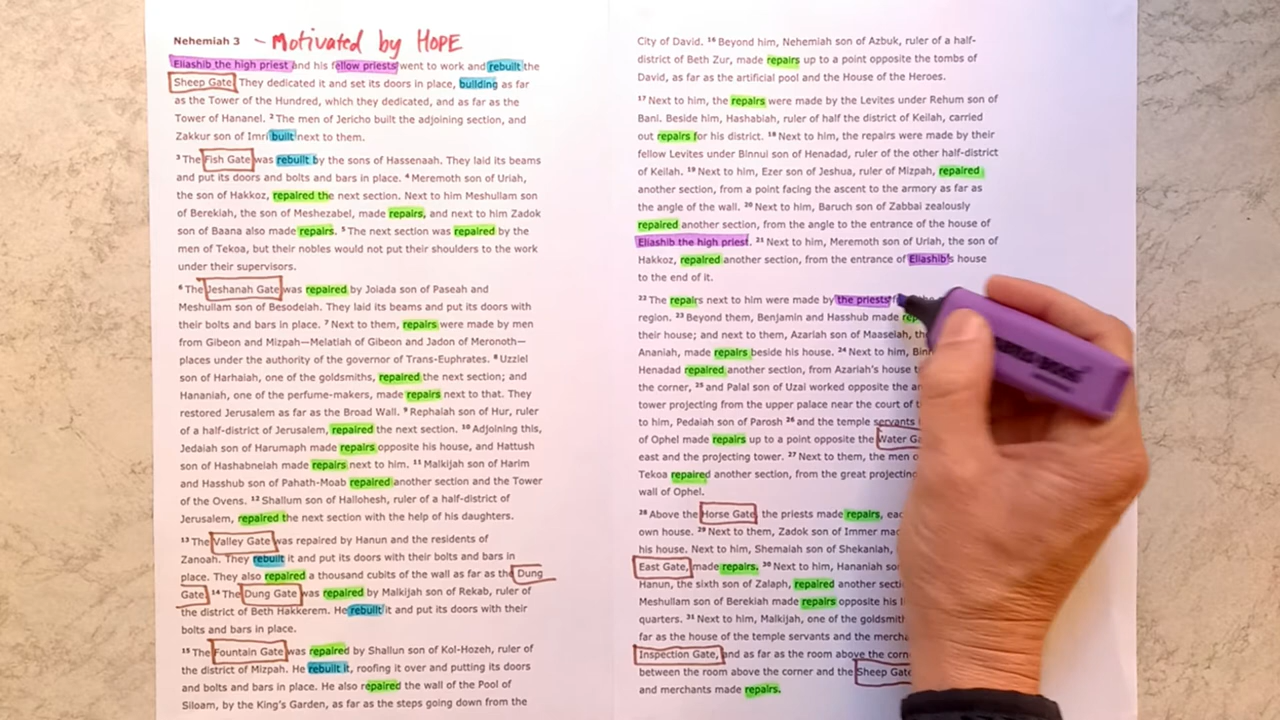 Nehemiah 3 - Motivated by HOPE
Eliashib the high priest and his fellow priests went to work and rebuilt the
Sheep Gate. They dedicated it and set its doors in place, building as far
as the Tower of the Hundred, which they dedicated, and as far as the
Tower of Hananel. 2 The men of Jericho built the adjoining section, and
Zakkur son of Imri built next to them.
3 The Fish Gate was rebuilt by the sons of Hassenaah. They laid its beams
and put its doors and bolts and bars in place. 4 Meremoth son of Uriah,
the son of Hakkoz, repaired the next section. Next to him Meshullam son
of Berekiah, the son of Meshezabel, made repairs, and next to him Zadok
son of Baana also made repairs. 5 The next section was repaired by the
men of Tekoa, but their nobles would not put their shoulders to the work
under their supervisors.
6 The Jeshanah Gate was repaired by Joiada son of Paseah and
Meshullam son of Besodeiah. They laid its beams and put its doors with
their bolts and bars in place. 7 Next to them, repairs were made by men
from Gibeon and Mizpah—Melatiah of Gibeon and Jadon of Meronoth—
places under the authority of the governor of Trans-Euphrates. 8 Uzziel
son of Harhaiah, one of the goldsmiths, repaired the next section; and
Hananiah, one of the perfume-makers, made repairs next to that. They
restored Jerusalem as far as the Broad Wall. 9 Rephaiah son of Hur, ruler
of a half-district of Jerusalem, repaired the next section. 10 Adjoining this,
Jedaiah son of Harumaph made repairs opposite his house, and Hattush
son of Hashabneiah made repairs next to him. 11 Malkijah son of Harim
and Hasshub son of Pahath-Moab repaired another section and the Tower
of the Ovens. 12 Shallum son of Hallohesh, ruler of a half-district of
Jerusalem, repaired the next section with the help of his daughters.
13 The Valley Gate was repaired by Hanun and the residents of
Zanoah. They rebuilt it and put its doors with their bolts and bars in
place. They also repaired a thousand cubits of the wall as far as the Dung
Gate. 14 The Dung Gate was repaired by Malkijah son of Rekab, ruler of
the district of Beth Hakkerem. He rebuilt it and put its doors with their
bolts and bars in place.
15 The Fountain Gate was repaired by Shallun son of Kol-Hozeh, ruler of
the district of Mizpah. He rebuilt it, roofing it over and putting its doors
and bolts and bars in place. He also repaired the wall of the Pool of
Siloam, by the King's Garden, as far as the steps going down from the
City of David. 16 Beyond him, Nehemiah son of Azbuk, ruler of a half-
district of Beth Zur, made repairs up to a point opposite the tombs of
David, as far as the artificial pool and the House of the Heroes.
17 Next to him, the repairs were made by the Levites under Rehum son of
Bani. Beside him, Hashabiah, ruler of half the district of Keilah, carried
out repairs for his district. 18 Next to him, the repairs were made by their
fellow Levites under Binnui son of Henadad, ruler of the other half-district
of Keilah. 19 Next to him, Ezer son of Jeshua, ruler of Mizpah, repaired
another section, from a point facing the ascent to the armory as far as
the angle of the wall. 20 Next to him, Baruch son of Zabbai zealously
repaired another section, from the angle to the entrance of the house of
Eliashib the high priest. 21 Next to him, Meremoth son of Uriah, the son of
Hakkoz, repaired another section, from the entrance of Eliashib's house
to the end of it.
22 The repairs next to him were made by the priests
region. 23 Beyond them, Benjamin and Hasshub made rep
their house; and next to them, Azariah son of Maaseiah, th
Ananiah, made repairs beside his house. 24 Next to him, Binn
Henadad repaired another section, from Azariah's house t
the corner, 25 and Palal son of Uzai worked opposite the an
tower projecting from the upper palace near the court of t
to him, Pedaiah son of Parosh 26 and the temple servants
of Ophel made repairs up to a point opposite the Water Ga
east and the projecting tower. 27 Next to them, the men o
Tekoa repaired another section, from the great projecting
wall of Ophel.
28 Above the Horse Gate, the priests made repairs, eac
own house. 29 Next to them, Zadok son of Immer mad
his house. Next to him, Shemaiah son of Shekaniah,
East Gate, made repairs. 30 Next to him, Hananiah son
Hanun, the sixth son of Zalaph, repaired another secti
Meshullam son of Berekiah made repairs opposite his li
quarters. 31 Next to him, Malkijah, one of the goldsmith
far as the house of the temple servants and the mercha
Inspection Gate, and as far as the room above the corn
between the room above the corner and the Sheep Gate
and merchants made repairs.